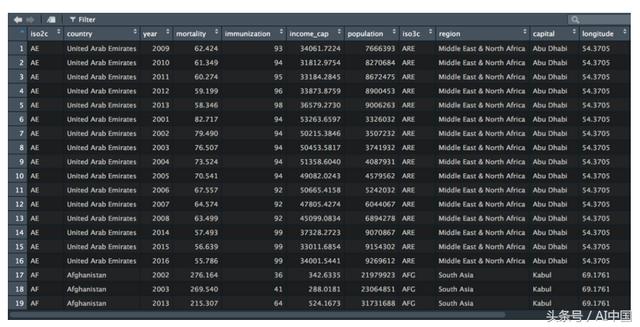 Filter
iso2c country year mortality immunization income_cap population iso3c region capital longitude
1 AE United Arab Emirates 2009 62.424 93 34061.7224 7666393 ARE Middle East & North Africa Abu Dhabi 54.3705
2 AE United Arab Emirates 2010 61.349 94 31812.9754 8270684 ARE Middle East & North Africa Abu Dhabi 54.3705
3 AE United Arab Emirates 2011 60.274 95 33184.2845 8672475 ARE Middle East & North Africa Abu Dhabi 54.3705
4 AE United Arab Emirates 2012 59.199 96 33873.8759 8900453 ARE Middle East & North Africa Abu Dhabi 54.3705
5 AE United Arab Emirates 2013 58.346 98 36579.2730 9006263 ARE Middle East & North Africa Abu Dhabi 54.3705
6 AE United Arab Emirates 2001 82.717 94 53263.6597 3326032 ARE Middle East & North Africa Abu Dhabi 54.3705
7 AE United Arab Emirates 2002 79.490 94 50215.3846 3507232 ARE Middle East & North Africa Abu Dhabi 54.3705
8 AE United Arab Emirates 2003 76.507 94 50453.5817 3741932 ARE Middle East & North Africa Abu Dhabi 54.3705
9 AE United Arab Emirates 2004 73.524 94 51358.6040 4087931 ARE Middle East & North Africa Abu Dhabi 54.3705
10 AE United Arab Emirates 2005 70.541 94 49082.0243 4579562 ARE Middle East & North Africa Abu Dhabi 54.3705
11 AE United Arab Emirates 2006 67.557 92 50665.4158 5242032 ARE Middle East & North Africa Abu Dhabi 54.3705
12 AE United Arab Emirates 2007 64.574 92 47805.4274 6044067 ARE Middle East & North Africa Abu Dhabi 54.3705
13 AE United Arab Emirates 2008 63.499 92 45099.0834 6894278 ARE Middle East & North Africa Abu Dhabi 54.3705
14 AE United Arab Emirates 2014 57.493 99 37328.2723 9070867 ARE Middle East & North Africa Abu Dhabi 54.3705
15 AE United Arab Emirates 2015 56.639 99 33011.6854 9154302 ARE Middle East & North Africa Abu Dhabi 54.3705
16 AE United Arab Emirates 2016 55.786 99 34001.5441 9269612 ARE Middle East & North Africa Abu Dhabi 54.3705
17 AF Afghanistan 2002 276.164 36 342.6335 21979923 AFG South Asia Kabul 69.1761
18 AF Afghanistan 2003 269.540 41 288.0181 23064851 AFG South Asia Kabul 69.1761
19 AF Afghanistan 2013 215.307 64 524.1673 31731688 AFG South Asia Kabul 69.1761
头条号 / AI中国